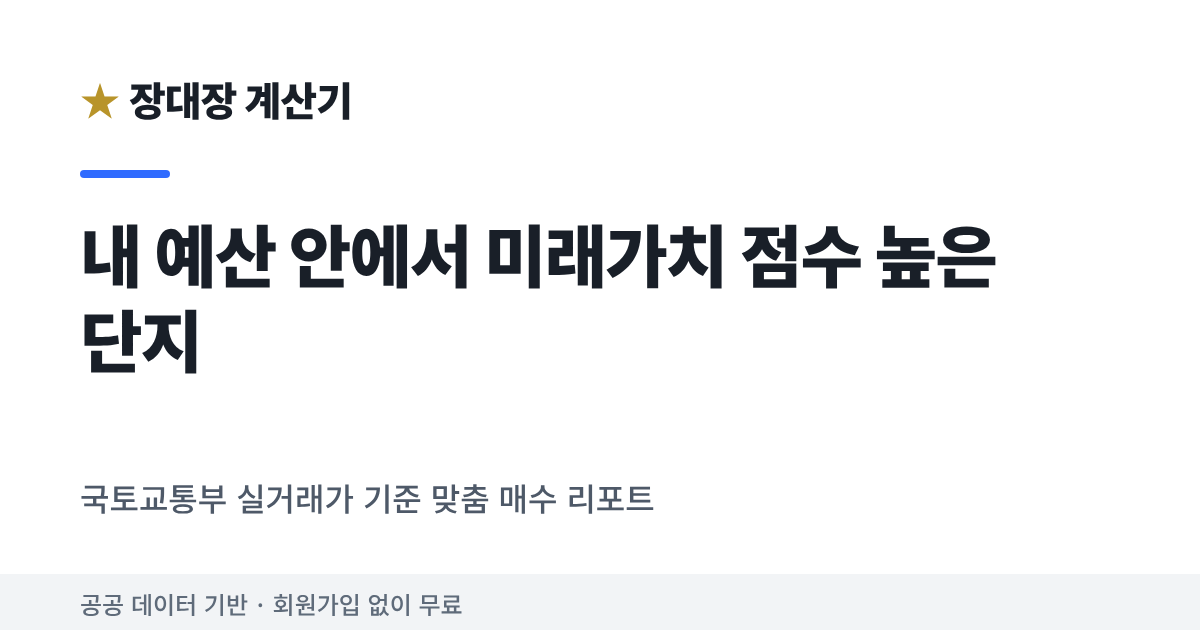 ★ 장대장 계산기
내 예산 안에서 미래가치 점수 높은
단지
국토교통부 실거래가 기준 맞춤 매수 리포트
공공 데이터 기반 · 회원가입 없이 무료